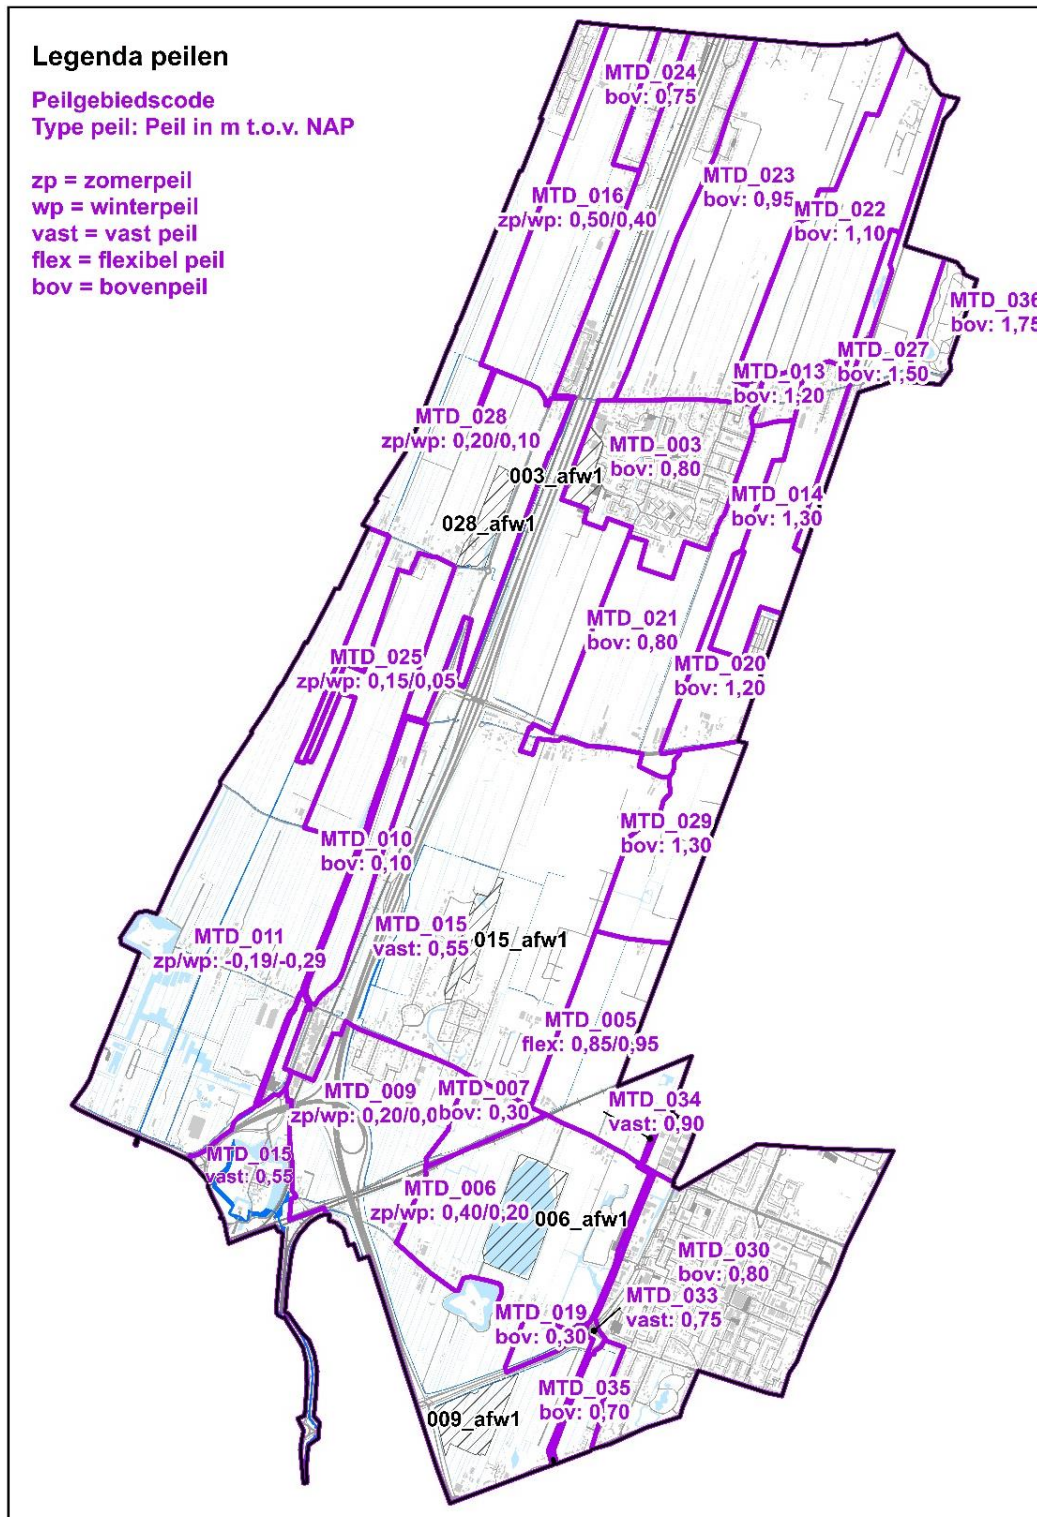 Legenda peilen
Peilgebiedscode
Type peil: Peil in m t.o.v. NAP
zp = zomerpeil
wp = winterpeil
vast = vast peil
flex = flexibel peil
bov = bovenpeil
MTD_024
bov: 0,75
MTD_023
bov: 0,95
MTD_016
zp/wp: 0,50/0,40
MTD_022
bov: 1,10
MTD_036
bov: 1,75
MTD_027
bov: 1,50
MTD_013
bov: 1,20
MTD_028
zp/wp: 0,20/0,10
MTD_003
bov: 0,80
003_afw1
MTD_014
bov: 1,30
028_afw1
MTD_021
bov: 0,80
MTD_025
zp/wp: 0,15/0,05
MTD_020
bov: 1,20
MTD_010
bov: 0,10
MTD_029
bov: 1,30
MTD_011
zp/wp: -0,19/-0,29
MTD_015
vast: 0,55
015_afw1
MTD_005
flex: 0,85/0,95
MTD_009
zp/wp: 0,20/0,0
MTD_007
bov: 0,30
MTD_034
vast: 0,90
MTD_015
vast: 0,55
MTD_006
zp/wp: 0,40/0,20
006_afw1
MTD_030
bov: 0,80
MTD_033
vast: 0,75
MTD_019
bov: 0,30
MTD_035
bov: 0,70
009_afw1